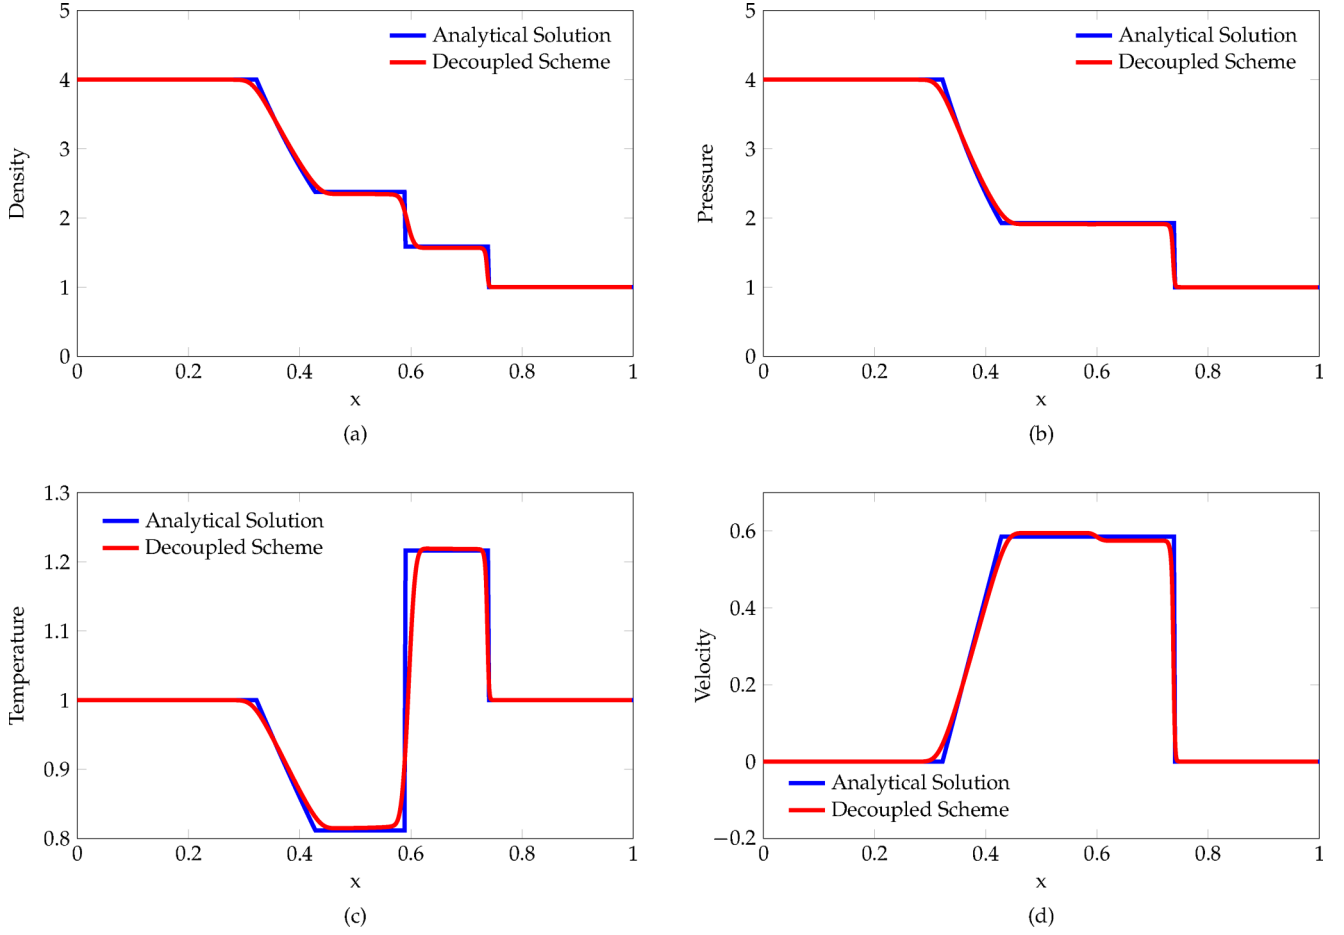 5
4
3
2
1
0
Density
Analytical Solution
Decoupled Scheme
0 0.2 0.4 0.6 0.8 1
x
(a)
5
4
3
2
1
0
Pressure
Analytical Solution
Decoupled Scheme
0 0.2 0.4 0.6 0.8 1
x
(b)
1.3
1.2
1.1
1
0.9
0.8
Temperature
Analytical Solution
Decoupled Scheme
0 0.2 0.4 0.6 0.8 1
x
(c)
0.6
0.4
0.2
0
−0.2
Velocity
Analytical Solution
Decoupled Scheme
0 0.2 0.4 0.6 0.8 1
x
(d)